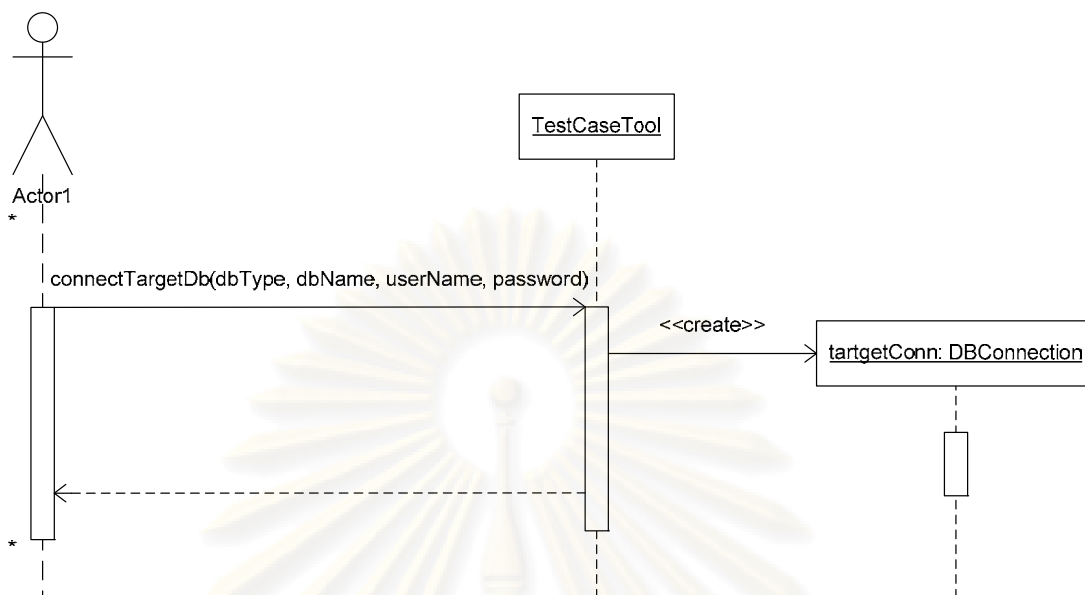 TestCaseTool
Actor1
*
connectTargetDb(dbType, dbName, userName, password)
<<create>>
tartgetConn: DBConnection
*